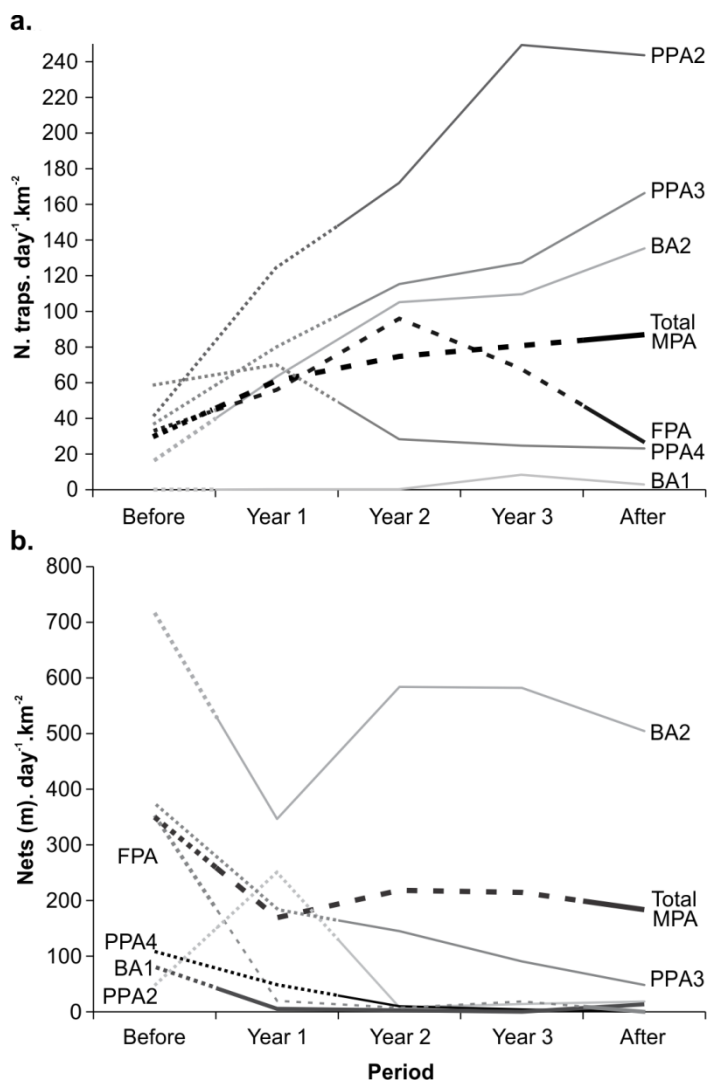 a.
240
220
200
180
160
140
120
100
80
60
40
20
0
N. traps. day⁻¹.km⁻²
PPA2
PPA3
BA2
Total
MPA
FPA
PPA4
BA1
Before Year 1 Year 2 Year 3 After
b.
800
700
600
500
400
300
200
100
0
Nets (m). day⁻¹.km⁻²
FPA
PPA4
BA1
PPA2
BA2
Total
MPA
PPA3
Before Year 1 Year 2 Year 3 After
Period